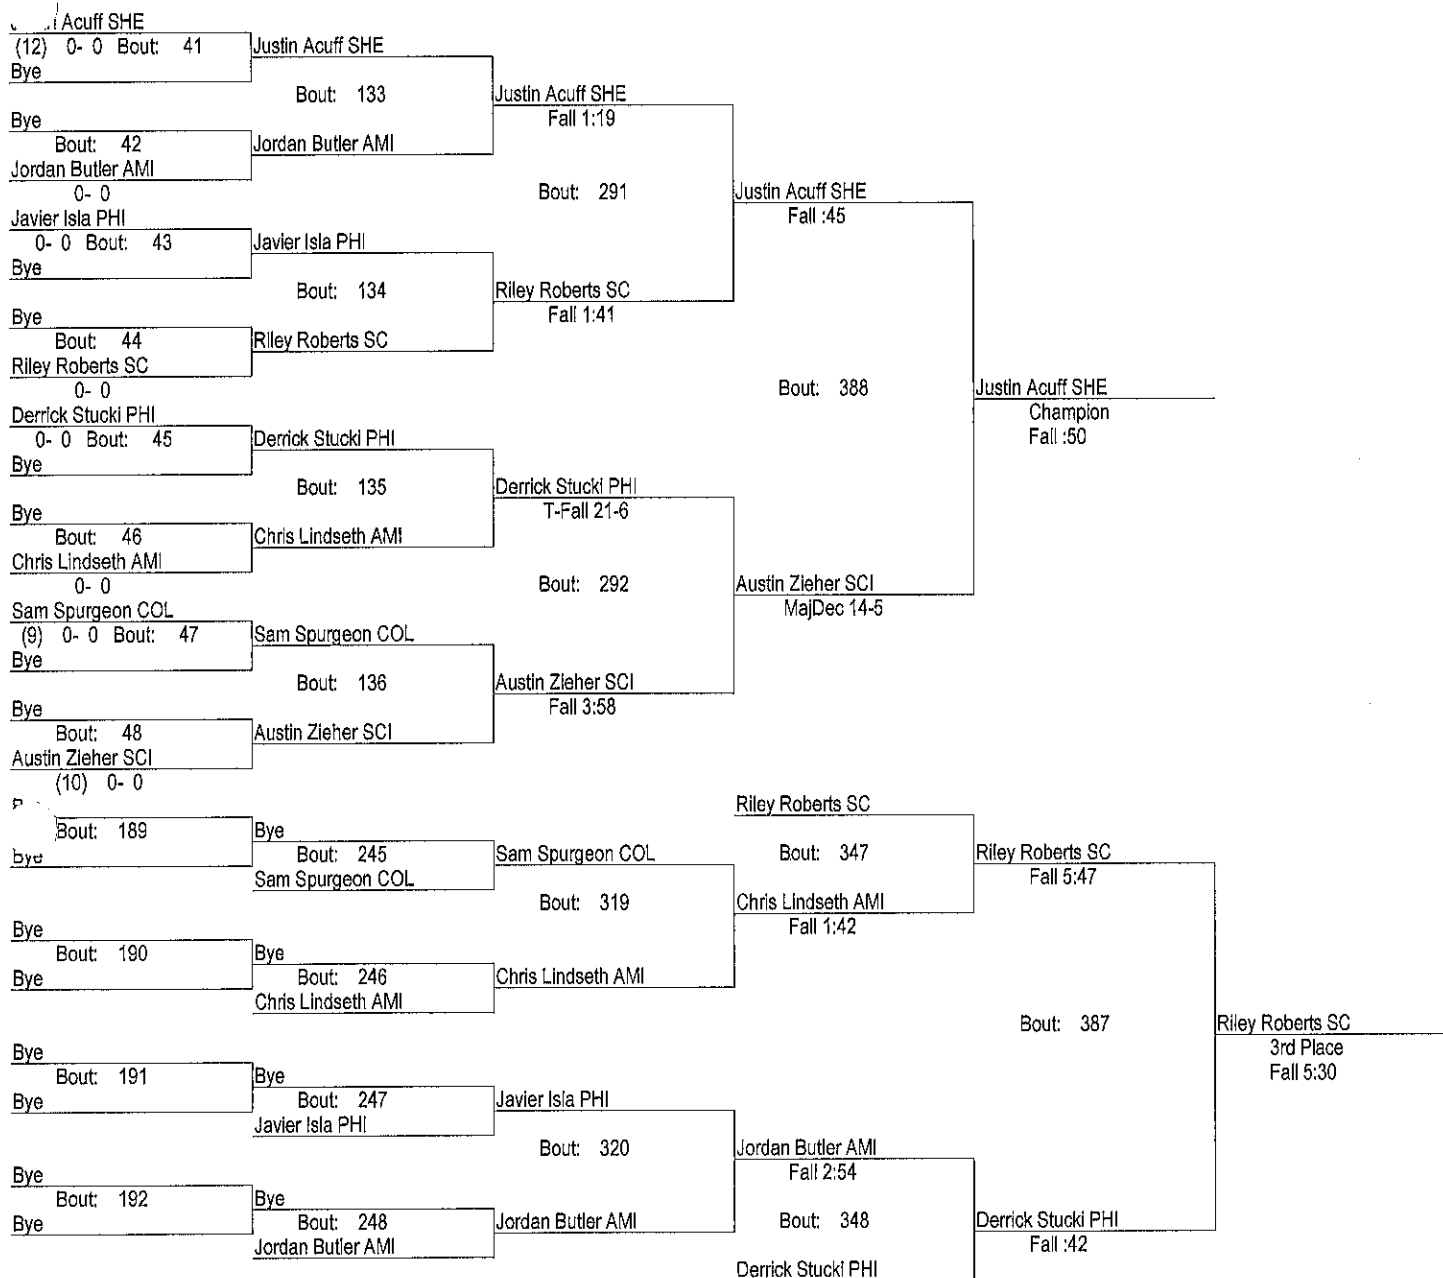 Acuff SHE
(12) 0- 0 Bout: 41
Bye
Bye
Bout: 42
Jordan Butler AMI
0- 0
Javier Isla PHI
0- 0 Bout: 43
Bye
Bye
Bout: 44
Riley Roberts SC
0- 0
Derrick Stucki PHI
0- 0 Bout: 45
Bye
Bye
Bout: 46
Chris Lindseth AMI
0- 0
Sam Spurgeon COL
(9) 0- 0 Bout: 47
Bye
Bye
Bout: 48
Austin Zieher SCI
(10) 0- 0
Justin Acuff SHE
Bout: 133
Jordan Butler AMI
Javier Isla PHI
Bout: 134
Riley Roberts SC
Derrick Stucki PHI
Bout: 135
Chris Lindseth AMI
Sam Spurgeon COL
Bout: 136
Austin Zieher SCI
Justin Acuff SHE
Fall 1:19
Bout: 291
Riley Roberts SC
Fall 1:41
Derrick Stucki PHI
T-Fall 21-6
Bout: 292
Austin Zieher SCI
Fall 3:58
Justin Acuff SHE
Fall :45
Bout: 388
Austin Zieher SCI
MajDec 14-5
Justin Acuff SHE
Champion
Fall :50
Bout: 189
Bye
Bye
Bout: 190
Bye
Bye
Bout: 191
Bye
Bye
Bout: 192
Bye
Bye
Bout: 245
Sam Spurgeon COL
Bye
Bout: 246
Chris Lindseth AMI
Bye
Bout: 247
Javier Isla PHI
Bye
Bout: 248
Jordan Butler AMI
Sam Spurgeon COL
Bout: 319
Chris Lindseth AMI
Javier Isla PHI
Bout: 320
Jordan Butler AMI
Riley Roberts SC
Bout: 347
Chris Lindseth AMI
Fall 1:42
Jordan Butler AMI
Fall 2:54
Bout: 348
Derrick Stucki PHI
Riley Roberts SC
Fall 5:47
Bout: 387
Derrick Stucki PHI
Fall :42
Riley Roberts SC
3rd Place
Fall 5:30